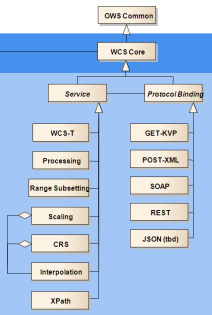 OWS Common
WCS Core
Service
Protocol Binding
WCS-T
GET-KVP
Processing
POST-XML
Range Subsetting
SOAP
Scaling
REST
CRS
JSON (tbd)
Interpolation
XPath